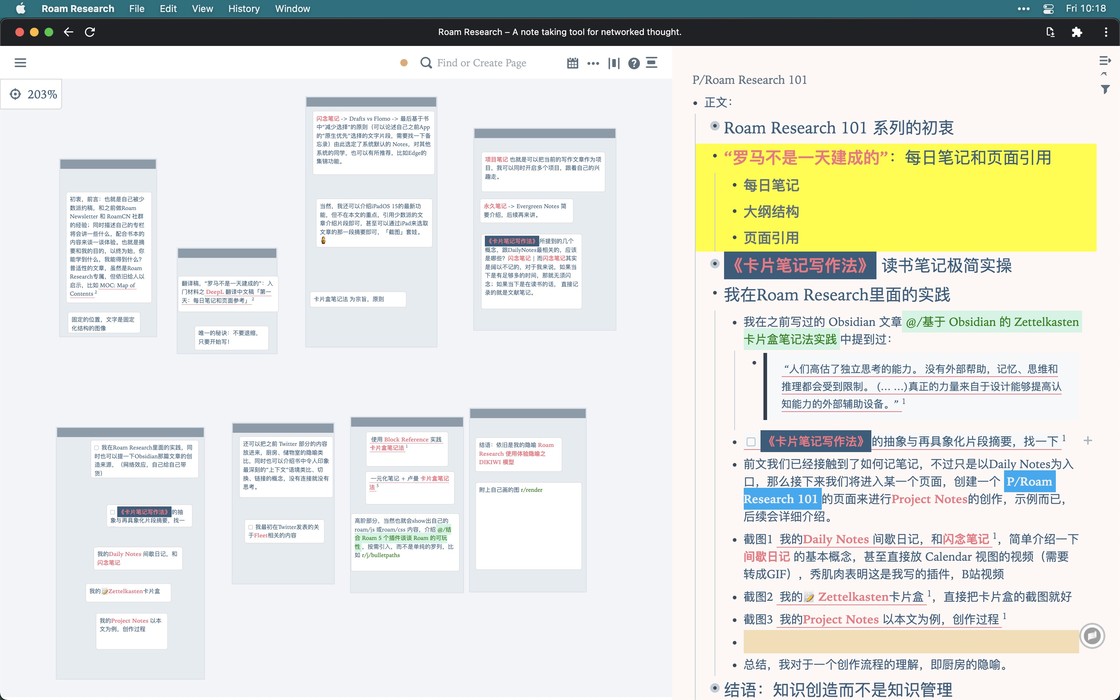 Roam Research File Edit View History Window
Fri 10:18
Roam Research – A note taking tool for networked thought.
Find or Create Page
203%
初衷，前言：也就是自己被少
数派约稿，和之前做Roam
Newsletter 和 RoamCN 社群
的经验；同时描述自己的专栏
将会讲一些什么，配合书本的
内容来谈一谈体验，也就是摘
要和我的目的，以终为始，你
能学到什么，我能得到什么？
普适性的文章，虽然是Roam
Research专属，但依旧给人以
启示，比如 MOC: Map of
Contents 2
固定的位置，文字是固定
化结构的图像
翻译稿，“罗马不是一天建成的”：入
门材料之 DeepL 翻译中文稿「第一
天：每日笔记和页面参考」 2
唯一的秘诀：不要退缩，
只要开始写！
闪念笔记 -> Drafts vs Flomo -> 最后基于书
中“减少选择”的原则（可以论述自己之前App
的“原生优先”选择的文字片段，需要找一下备
忘录）由此选定了系统默认的 Notes，对其他
系统的同学，也可以有所推荐，比如Edge的
集锦功能。
当然，我还可以介绍iPadOS 15的最新功
能，但不在本文的重点，引用少数派的文
章介绍片段即可，甚至可以通过iPad来选取
文章的那一段摘要即可，「截图」套娃。
卡片盒笔记法 为宗旨，原则
项目笔记 也就是可以把当前的写作文章作为项
目，我可以同时开启多个项目，跟着自己的兴
趣走。
永久笔记 -> Evergreen Notes 简
要介绍，后续再来讲。
《卡片笔记写作法》所提到的几个
概念，跟DailyNotes最相关的，应该
是哪些？闪念笔记 | 而闪念笔记其实
是阈以不记的，对于我来说，如果当
下是有足够多的时间，那就无须闪
念；如果当下是在读书的话，直接记
录的就是文献笔记。
我在Roam Research里面的实践，同
时也可以提一下Obsidian那篇文章的创
造来源，（网络效应，自己给自己带
货）
《卡片笔记写作法》的抽
象与再具象化片段摘要，找一
我的Daily Notes 间歇日记，和
闪念笔记
我的📝Zettelkasten卡片盒
我的Project Notes 以本
文为例，创作过程
还可以把之前 Twitter 部分的内容
放进来，厨房、储物室的隐喻类
比，同时也可以介绍书中令人印象
最深刻的“上下文”语境类比、切
换、链接的概念，没有连接就没有
思考。
我最初在Twitter发表的关
于Fleet相关的内容
使用 Block Reference 实践
卡片盒笔记法 1
一元化笔记 + 卢曼 卡片盒笔记
法 1
高阶部分，当然也就会show出自己的
roam/js 或roam/css 内容，介绍 @/结
合 Roam 5 个插件谈谈 Roam 的可玩
性，按需引入，而不是单纯的罗列，比
如 r/j/bulletpaths
结语：依旧是我的隐喻 Roam
Research 使用体验隐喻之
DIKIWI 模型
附上自己画的图 r/render
P/Roam Research 101
正文：
Roam Research 101 系列的初衷
“罗马不是一天建成的”：每日笔记和页面引用
每日笔记
大纲结构
页面引用
《卡片笔记写作法》 读书笔记极简实操
我在Roam Research里面的实践
我在之前写过的 Obsidian 文章 @/基于 Obsidian 的 Zettelkasten
卡片盒笔记法实践 中提到过：
“人们高估了独立思考的能力。 没有外部帮助，记忆、思维和
推理都会受到限制。 (… …)真正的力量来自于设计能够提高认
知能力的外部辅助设备。” 1
《卡片笔记写作法》的抽象与再具象化片段摘要，找一下 1
前文我们已经接触到了如何记笔记，不过只是以Daily Notes为入
口，那么接下来我们将进入某一个页面，创建一个 P/Roam
Research 101 的页面来进行Project Notes的创作，示例而已，
后续会详细介绍。
截图1 我的Daily Notes 间歇日记，和闪念笔记 1，简单介绍一下
间歇日记 的基本概念，甚至直接放 Calendar 视图的视频（需要
转成GIF），秀肌肉表明这是我写的插件，B站视频
截图2 我的📝 Zettelkasten卡片盒 1，直接把卡片盒的截图就好
截图3 我的Project Notes 以本文为例，创作过程 1
总结，我对于一个创作流程的理解，即厨房的隐喻。
结语：知识创造而不是知识管理